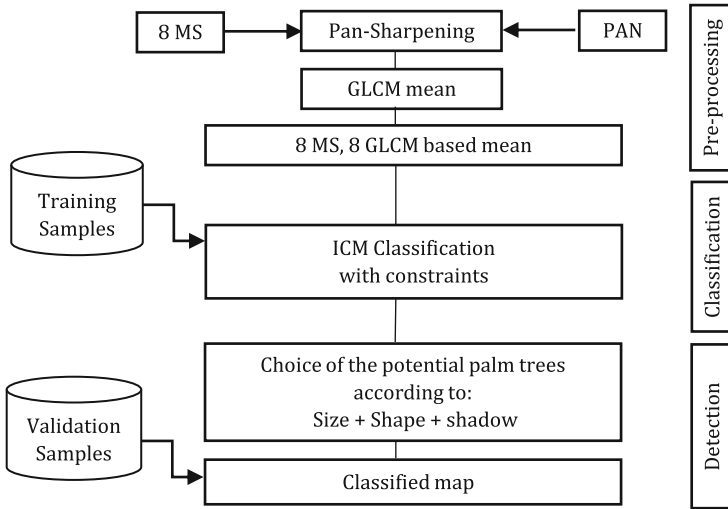 8 MS
Pan-Sharpening
PAN
GLCM mean
8 MS, 8 GLCM based mean
Pre-processing
Training
Samples
ICM Classification
with constraints
Classification
Choice of the potential palm trees
according to:
Size + Shape + shadow
Validation
Samples
Classified map
Detection